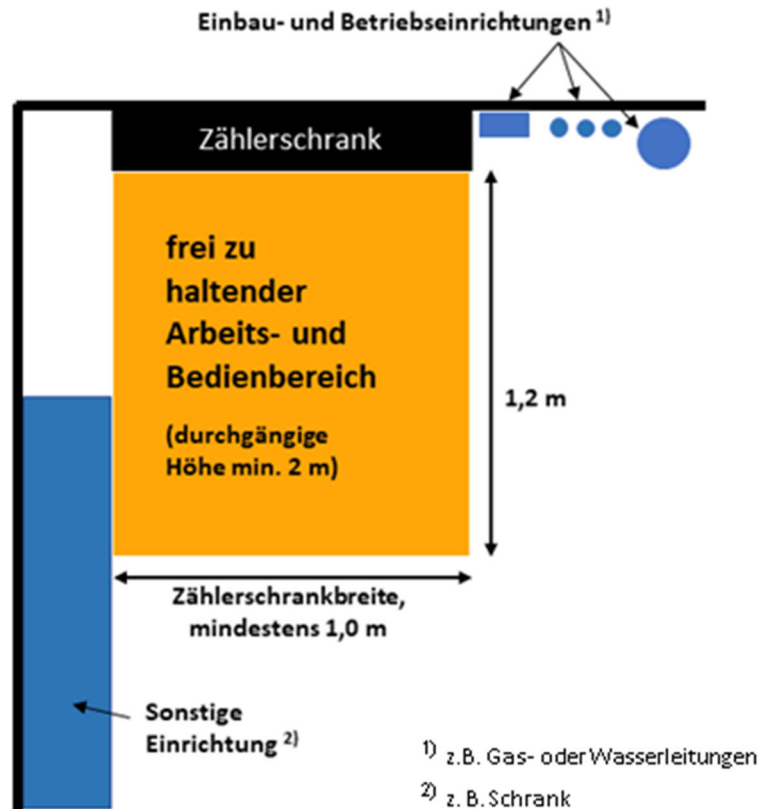 Einbau- und Betriebseinrichtungen 1)
Zählerschrank
frei zu
haltender
Arbeits- und
Bedienbereich
(durchgängige
Höhe min. 2 m)
1,2 m
Zählerschrankbreite,
mindestens 1,0 m
Sonstige
Einrichtung 2)
1) z.B. Gas- oder Wasserleitungen
2) z. B. Schrank